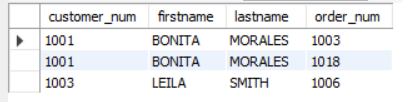 customer_num firstname lastname order_num
1001 BONITA MORALES 1003
1001 BONITA MORALES 1018
1003 LEILA SMITH 1006